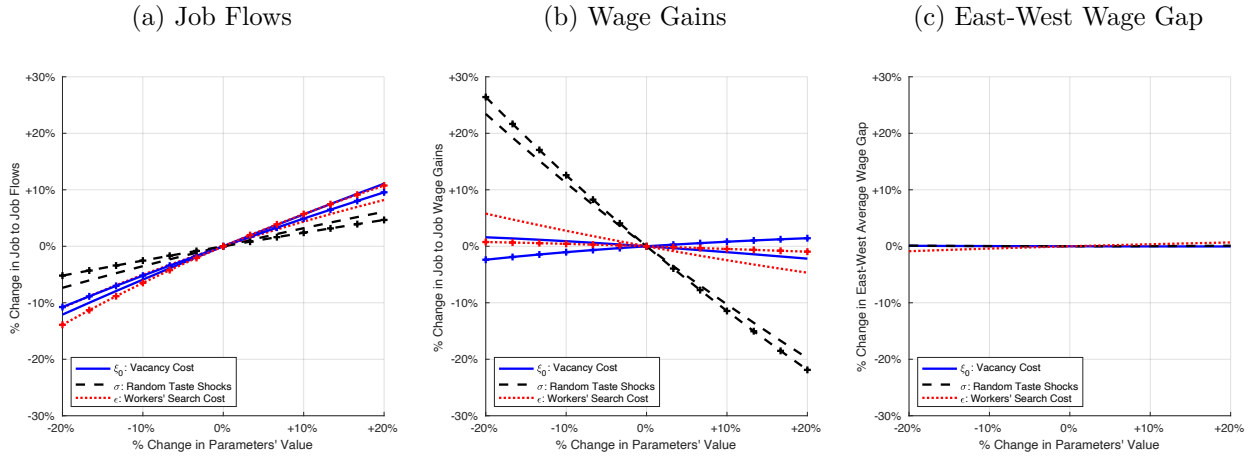 (a) Job Flows
(b) Wage Gains
(c) East-West Wage Gap
% Change in Job to Job Flows
+30%
+20%
+10%
0%
-10%
-20%
-30%
ξ₀: Vacancy Cost
σ: Random Taste Shocks
ϵ: Workers' Search Cost
-20%
-10%
0%
+10%
+20%
% Change in Parameters' Value
% Change in Job to Job Wage Gains
+30%
+20%
+10%
0%
-10%
-20%
-30%
ξ₀: Vacancy Cost
σ: Random Taste Shocks
ϵ: Workers' Search Cost
-20%
-10%
0%
+10%
+20%
% Change in Parameters' Value
% Change in East-West Average Wage Gap
+30%
+20%
+10%
0%
-10%
-20%
-30%
ξ₀: Vacancy Cost
σ: Random Taste Shocks
ϵ: Workers' Search Cost
-20%
-10%
0%
+10%
+20%
% Change in Parameters' Value